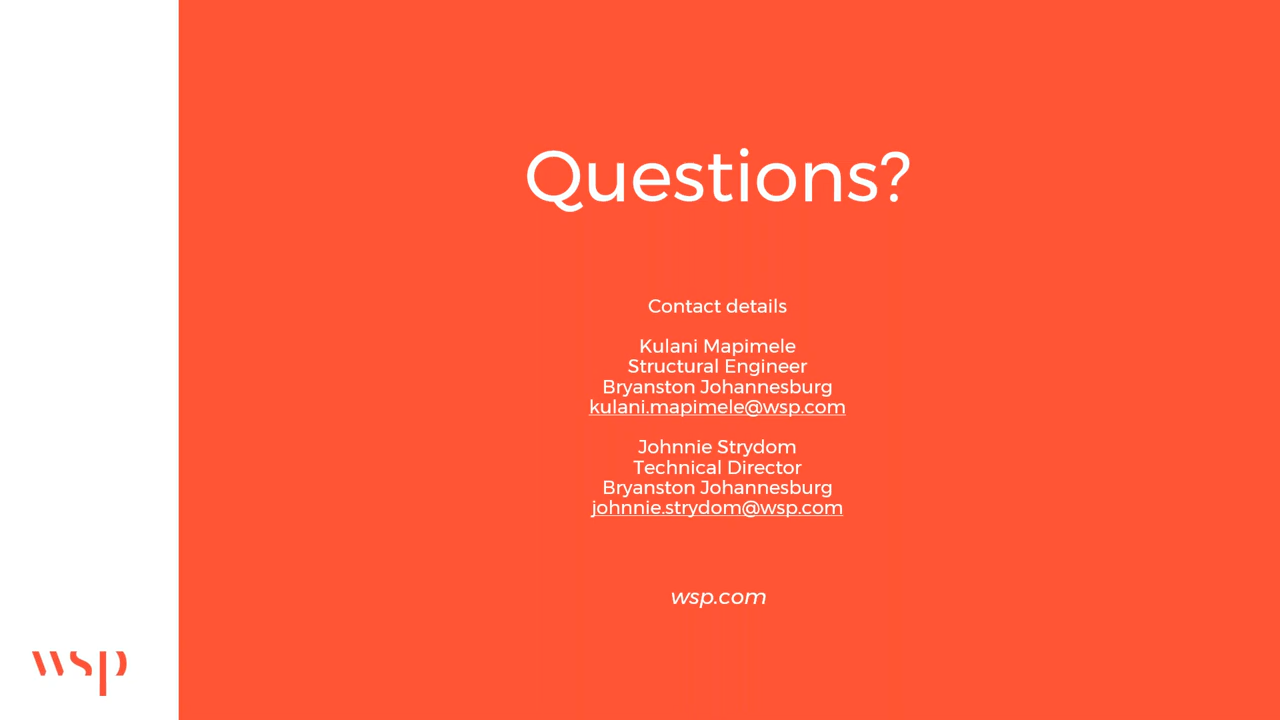 Questions?
Contact details
Kulani Mapimele
Structural Engineer
Bryanston Johannesburg
kulani.mapimele@wsp.com
Johnnie Strydom
Technical Director
Bryanston Johannesburg
johnnie.strydom@wsp.com
wsp.com
wsp